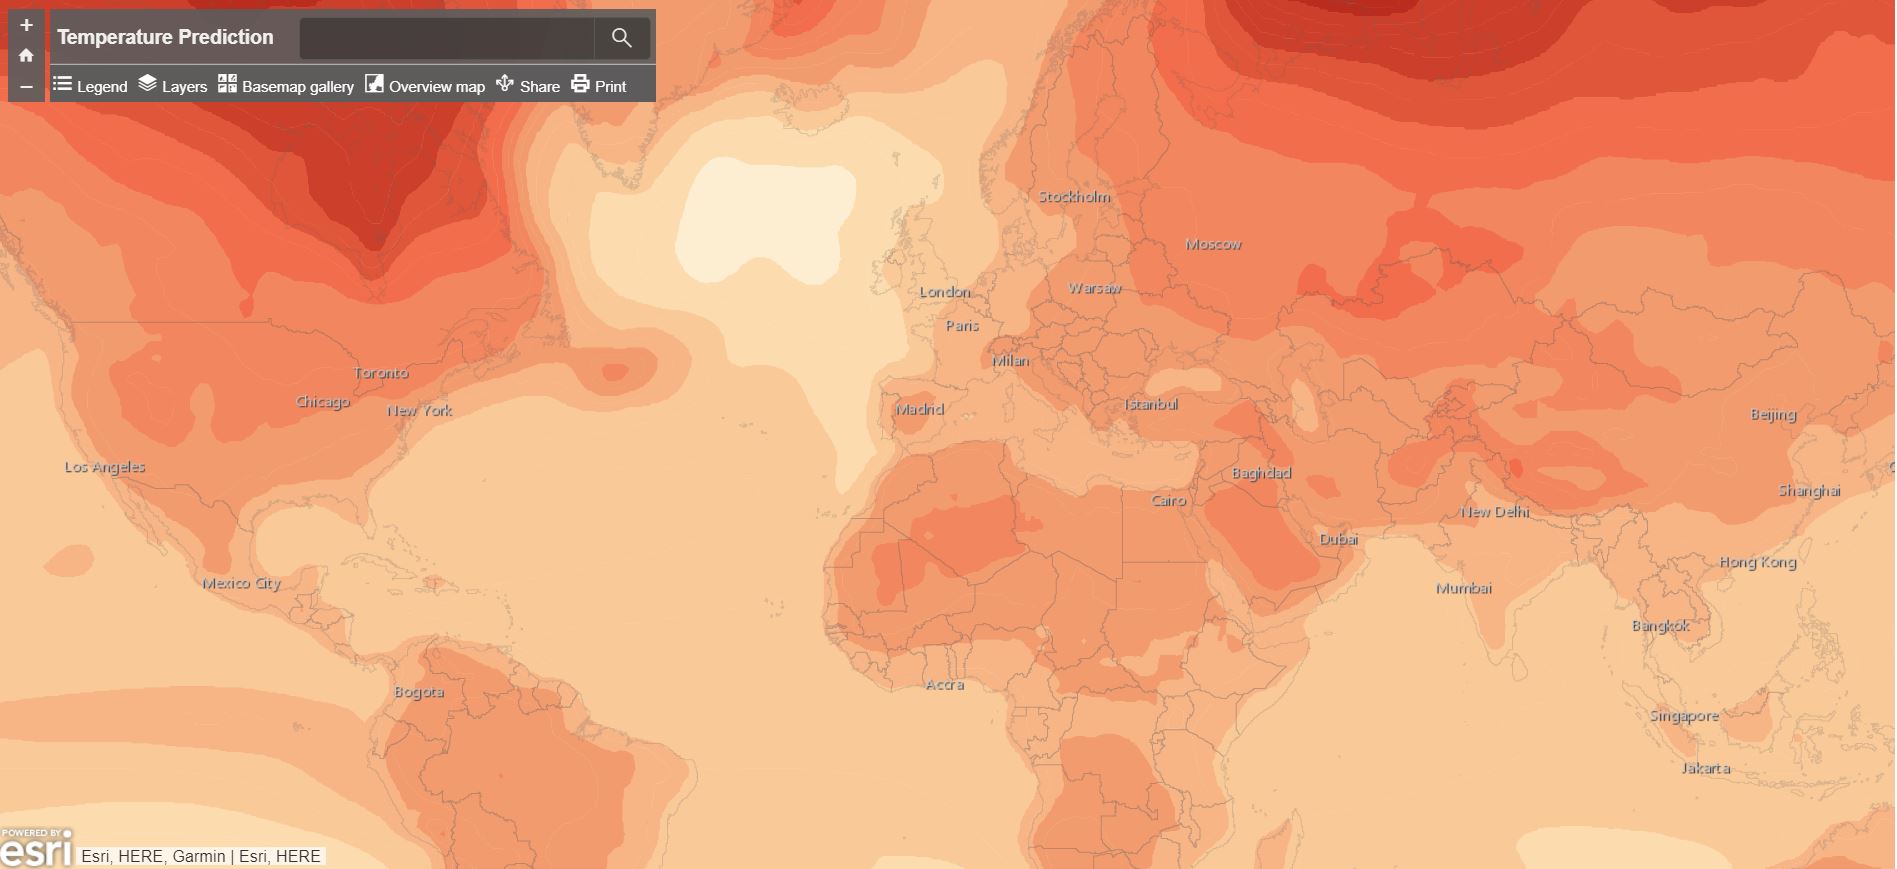 Temperature Prediction
Legend Layers Basemap gallery Overview map Share Print
Stockholm
Moscow
London
Warsaw
Paris
Milan
Toronto
Chicago
New York
Madrid
Istanbul
Beijing
Los Angeles
Baghdad
Cairo
Shanghai
New Delhi
Dubai
Hong Kong
Mexico City
Mumbai
Bangkok
Accra
Bogota
Singapore
Jakarta
POWERED BY
esri
Esri, HERE, Garmin | Esri, HERE